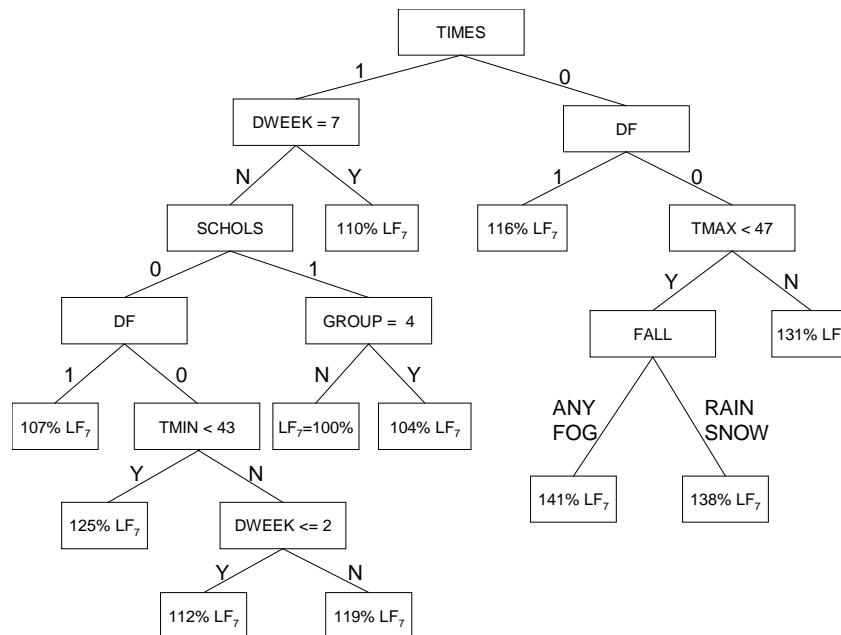 TIMES
1
0
DWEEK = 7
DF
N
Y
1
0
SCHOLS
110% LF₇
116% LF₇
TMAX < 47
0
1
Y
N
DF
GROUP = 4
FALL
131% LF
1
0
N
Y
107% LF₇
TMIN < 43
LF₇=100%
104% LF₇
ANY
FOG
RAIN
SNOW
Y
N
125% LF₇
DWEEK <= 2
141% LF₇
138% LF₇
Y
N
112% LF₇
119% LF₇